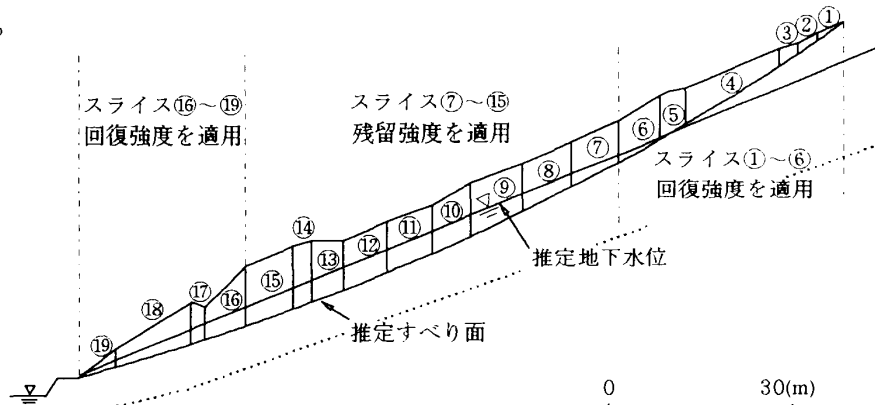 ③②①
④
スライス⑯～⑲
回復強度を適用
スライス⑦～⑮
残留強度を適用
⑤
⑥
⑦
スライス①～⑥
回復強度を適用
⑧
⑨
⑩
⑪
⑫
⑬
⑭
⑮
⑯
⑰
⑱
⑲
推定地下水位
推定すべり面
0 30(m)